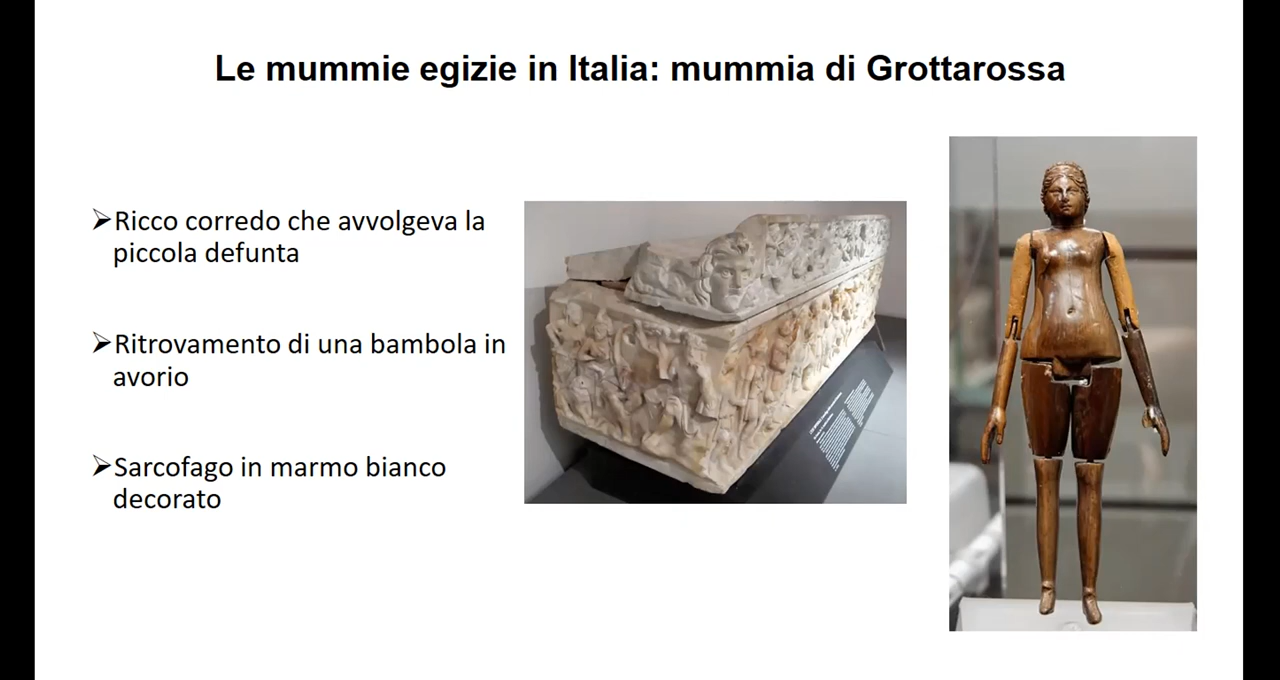 Le mummie egizie in Italia: mummia di Grottarossa
➢Ricco corredo che avvolgeva la
piccola defunta
➢Ritrovamento di una bambola in
avorio
➢Sarcofago in marmo bianco
decorato